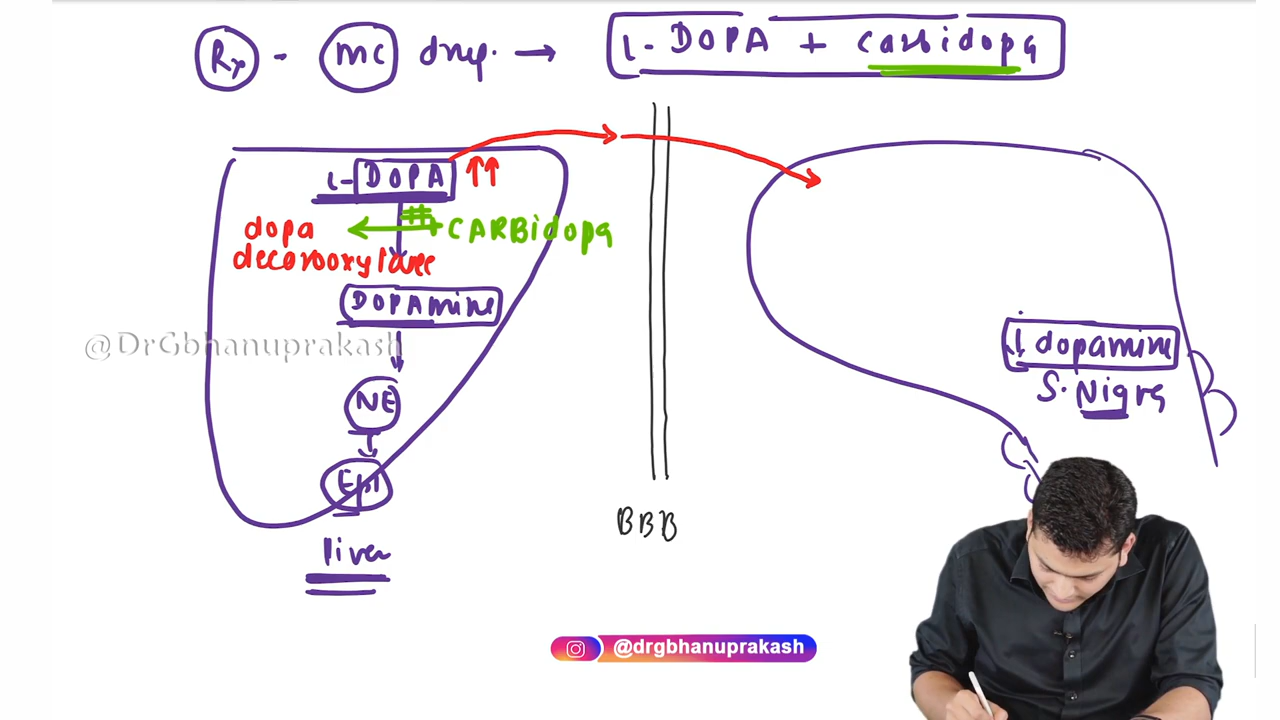 Rx - mc drug. → L-DOPA + Carbidopa
L-DOPA ↑↑
dopa
decarboxylase
CARBidopa
DOPAmine
@DrGbhanuprakash
NE
Epi
liver
BBB
↓ dopamine
S. Nigra
@drgbhanuprakash